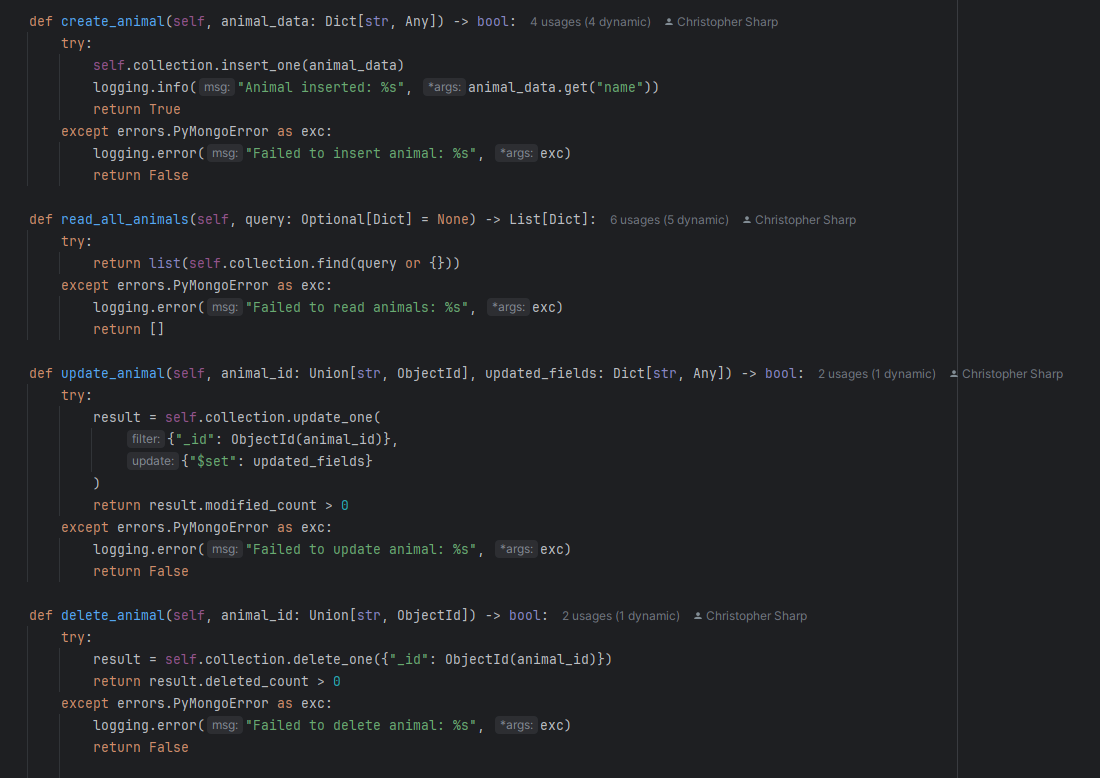 def create_animal(self, animal_data: Dict[str, Any]) -> bool: 4 usages (4 dynamic) Christopher Sharp
    try:
        self.collection.insert_one(animal_data)
        logging.info( msg: "Animal inserted: %s", *args: animal_data.get("name"))
        return True
    except errors.PyMongoError as exc:
        logging.error( msg: "Failed to insert animal: %s", *args: exc)
        return False

def read_all_animals(self, query: Optional[Dict] = None) -> List[Dict]: 6 usages (5 dynamic) Christopher Sharp
    try:
        return list(self.collection.find(query or {}))
    except errors.PyMongoError as exc:
        logging.error( msg: "Failed to read animals: %s", *args: exc)
        return []

def update_animal(self, animal_id: Union[str, ObjectId], updated_fields: Dict[str, Any]) -> bool: 2 usages (1 dynamic) Christopher Sharp
    try:
        result = self.collection.update_one(
            filter: {"_id": ObjectId(animal_id)},
            update: {"$set": updated_fields}
        )
        return result.modified_count > 0
    except errors.PyMongoError as exc:
        logging.error( msg: "Failed to update animal: %s", *args: exc)
        return False

def delete_animal(self, animal_id: Union[str, ObjectId]) -> bool: 2 usages (1 dynamic) Christopher Sharp
    try:
        result = self.collection.delete_one({"_id": ObjectId(animal_id)})
        return result.deleted_count > 0
    except errors.PyMongoError as exc:
        logging.error( msg: "Failed to delete animal: %s", *args: exc)
        return False